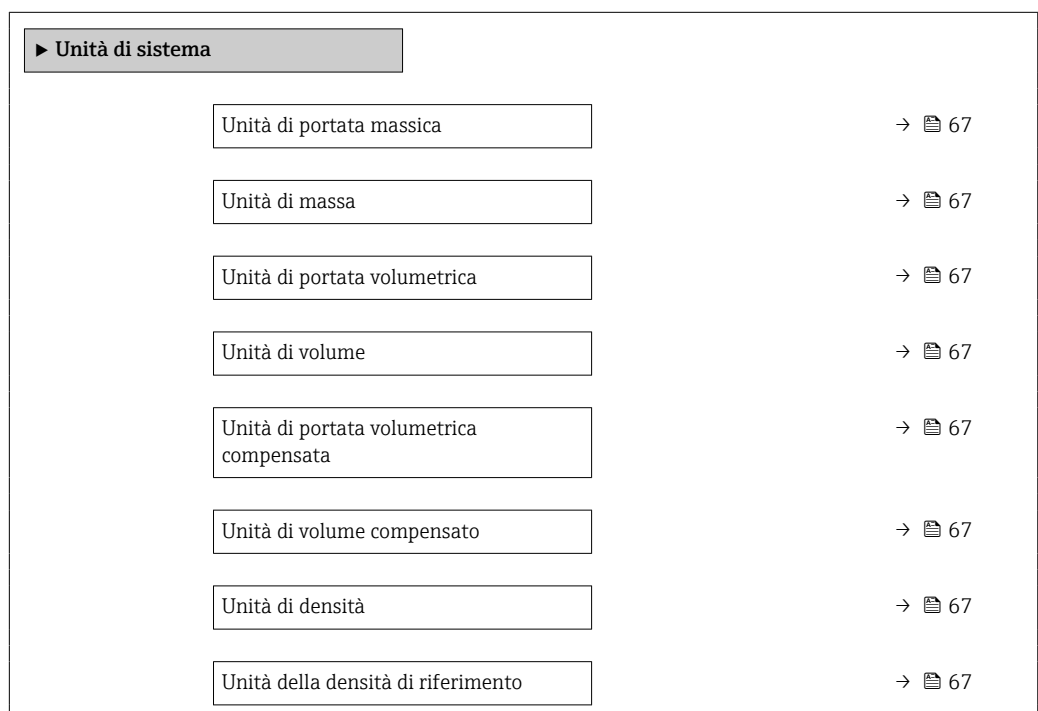 ▶ Unità di sistema
Unità di portata massica → 67
Unità di massa → 67
Unità di portata volumetrica → 67
Unità di volume → 67
Unità di portata volumetrica → 67
compensata
Unità di volume compensato → 67
Unità di densità → 67
Unità della densità di riferimento → 67